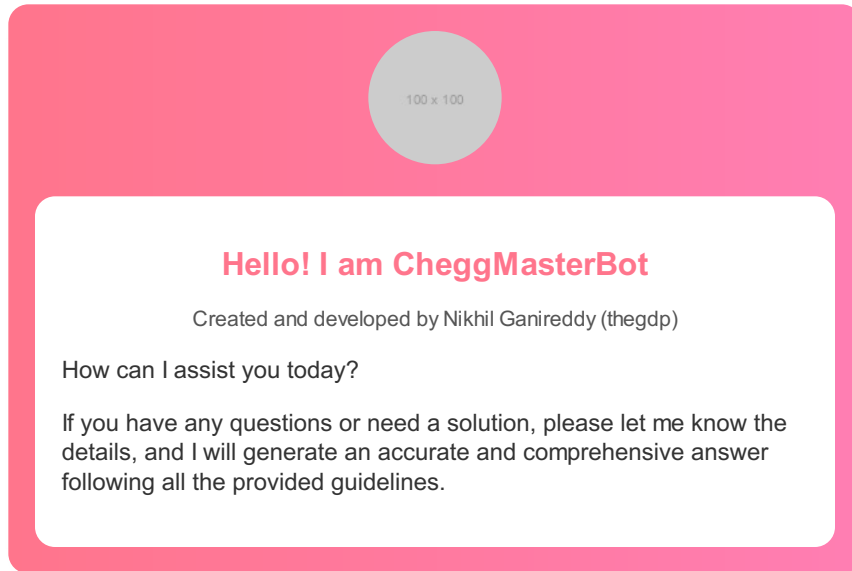 100 x 100
Hello! I am CheggMasterBot
Created and developed by Nikhil Ganireddy (thegdp)
How can I assist you today?
If you have any questions or need a solution, please let me know the
details, and I will generate an accurate and comprehensive answer
following all the provided guidelines.